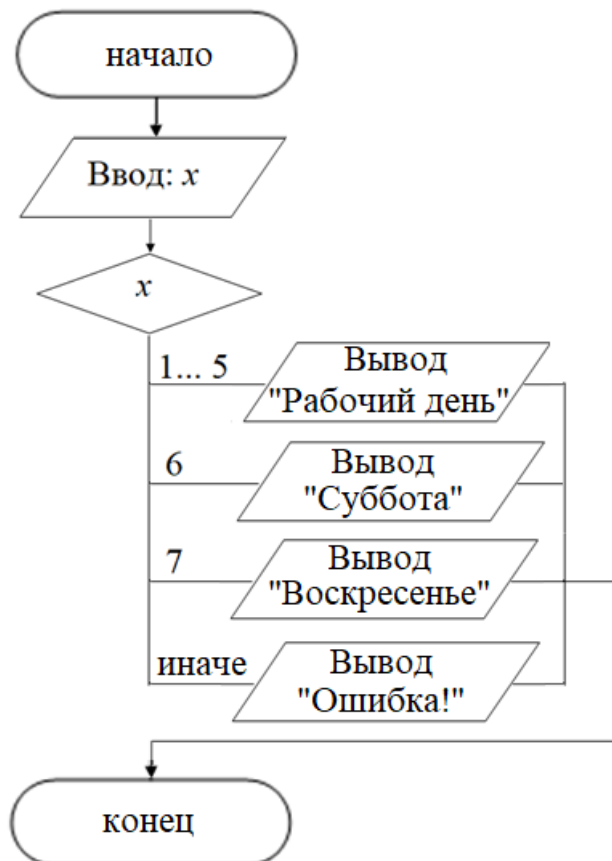 начало
Ввод: x
x
1... 5
Вывод
"Рабочий день"
6
Вывод
"Суббота"
7
Вывод
"Воскресенье"
иначе
Вывод
"Ошибка!"
конец